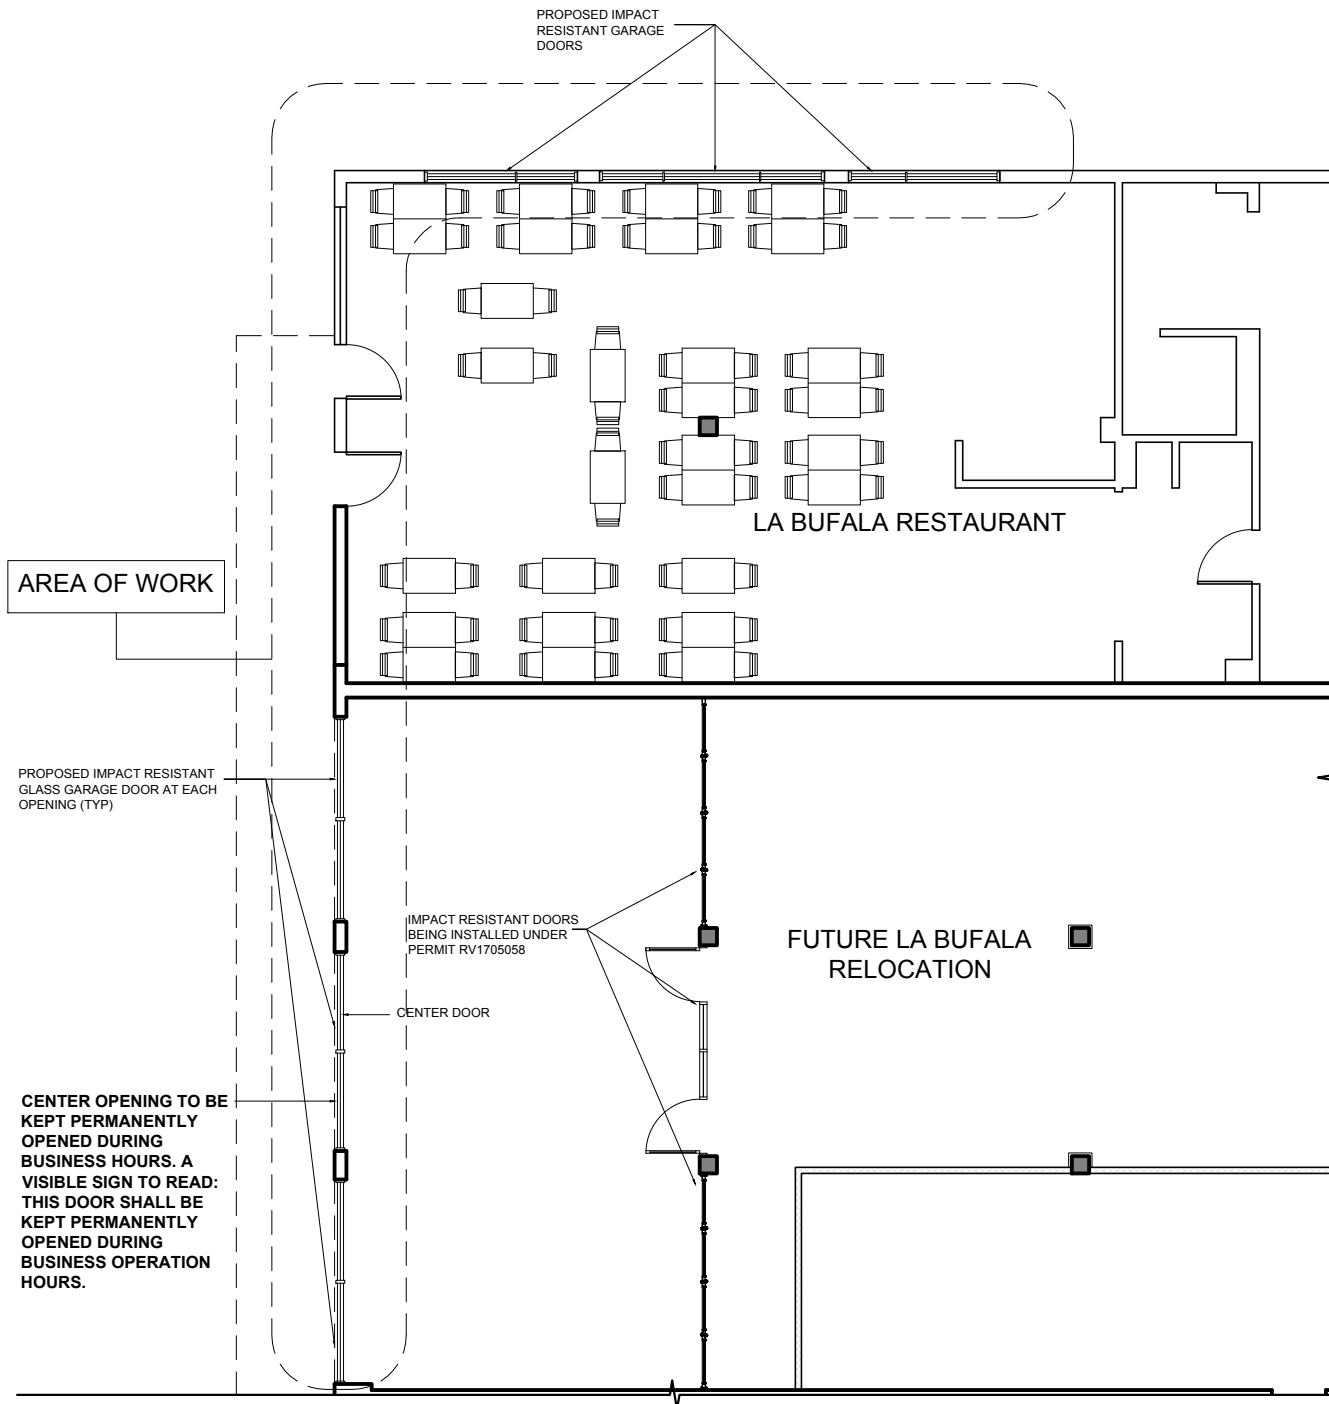 PROPOSED IMPACT
RESISTANT GARAGE
DOORS
LA BUFALA RESTAURANT
AREA OF WORK
PROPOSED IMPACT RESISTANT
GLASS GARAGE DOOR AT EACH
OPENING (TYP)
IMPACT RESISTANT DOORS
BEING INSTALLED UNDER
PERMIT RV1705058
FUTURE LA BUFALA
RELOCATION
CENTER DOOR
CENTER OPENING TO BE
KEPT PERMANENTLY
OPENED DURING
BUSINESS HOURS. A
VISIBLE SIGN TO READ:
THIS DOOR SHALL BE
KEPT PERMANENTLY
OPENED DURING
BUSINESS OPERATION
HOURS.